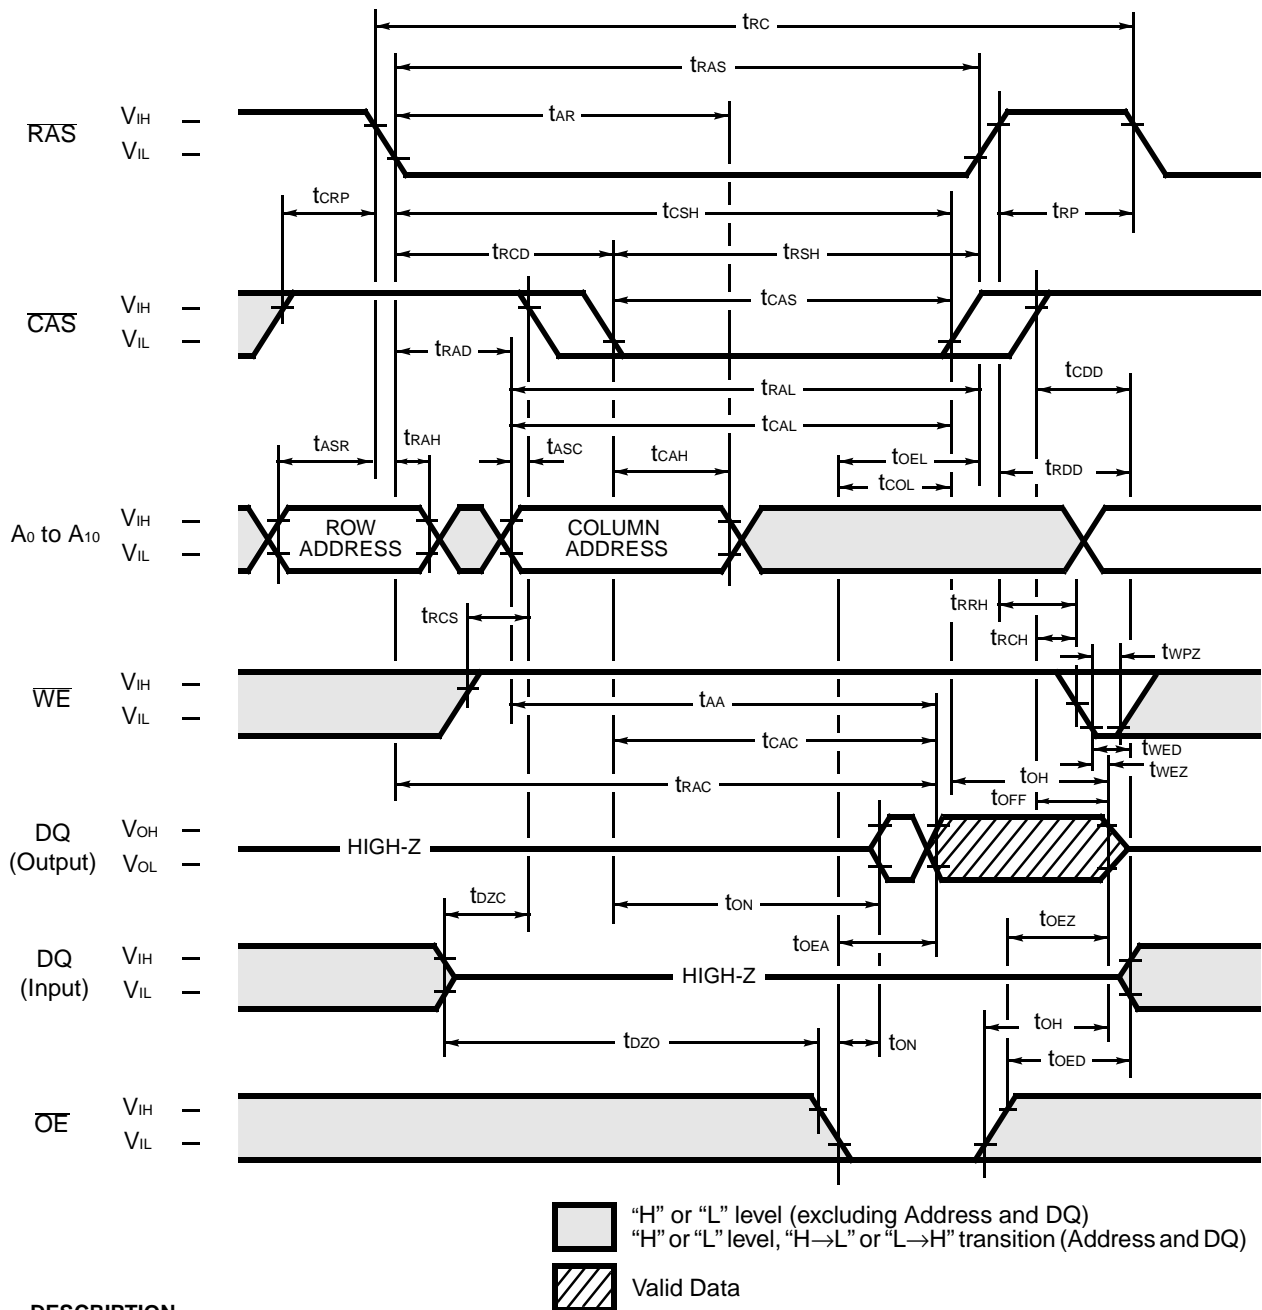 tRC
tRAS
tAR
RAS
VIH
VIL
tCRP
tCSH
tRP
tRCD
tRSH
CAS
VIH
VIL
tCAS
tRAD
tCDD
tRAL
tCAL
tASR
tRAH
tASC
tCAH
tOEL
tRDD
tCOL
A0 to A10
VIH
VIL
ROW
ADDRESS
COLUMN
ADDRESS
tRRH
tRCS
tRCH
tWPZ
WE
VIH
VIL
tAA
tCAC
tWED
tRAC
tOH
tWEZ
tOFF
DQ
(Output)
VOH
VOL
HIGH-Z
tDZC
tON
tOEZ
tOEA
DQ
(Input)
VIH
VIL
HIGH-Z
tOH
tDZO
tON
tOED
OE
VIH
VIL
“H” or “L” level (excluding Address and DQ)
“H” or “L” level, “H→L” or “L→H” transition (Address and DQ)
Valid Data
DESCRIPTION